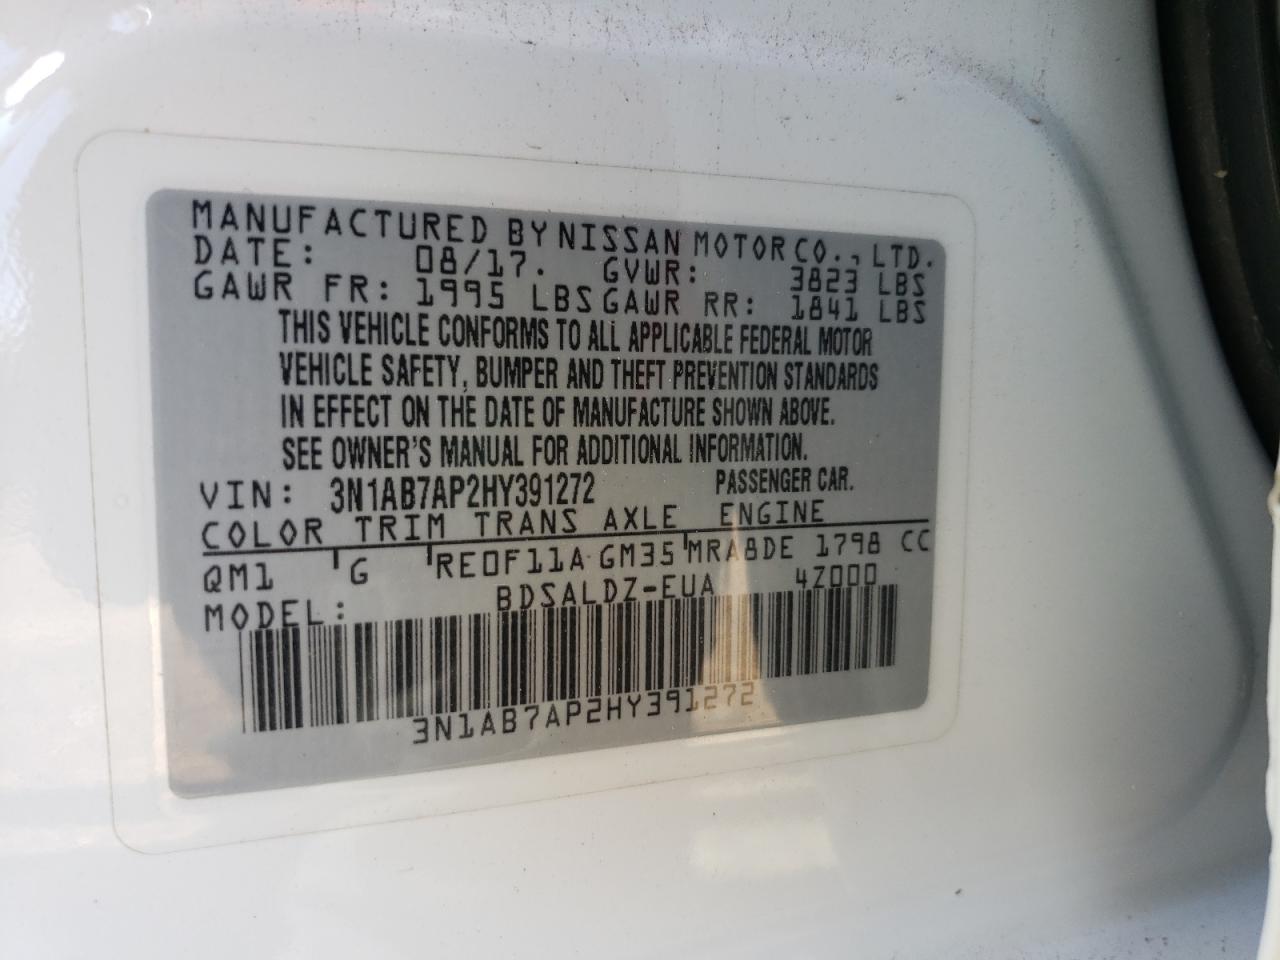 MANUFACTURED BY NISSAN MOTOR CO., LTD.
DATE: 08/17. GVWR: 3823 LBS
GAWR FR: 1995 LBS GAWR RR: 1841 LBS
THIS VEHICLE CONFORMS TO ALL APPLICABLE FEDERAL MOTOR
VEHICLE SAFETY, BUMPER AND THEFT PREVENTION STANDARDS
IN EFFECT ON THE DATE OF MANUFACTURE SHOWN ABOVE.
SEE OWNER'S MANUAL FOR ADDITIONAL INFORMATION.
VIN: 3N1AB7AP2HY391272 PASSENGER CAR.
COLOR TRIM TRANS AXLE ENGINE
QM1 G RE0F11A GM35 MRA8DE 1798 CC
MODEL: BDSALDZ-EUA 4Z000
3N1AB7AP2HY391272